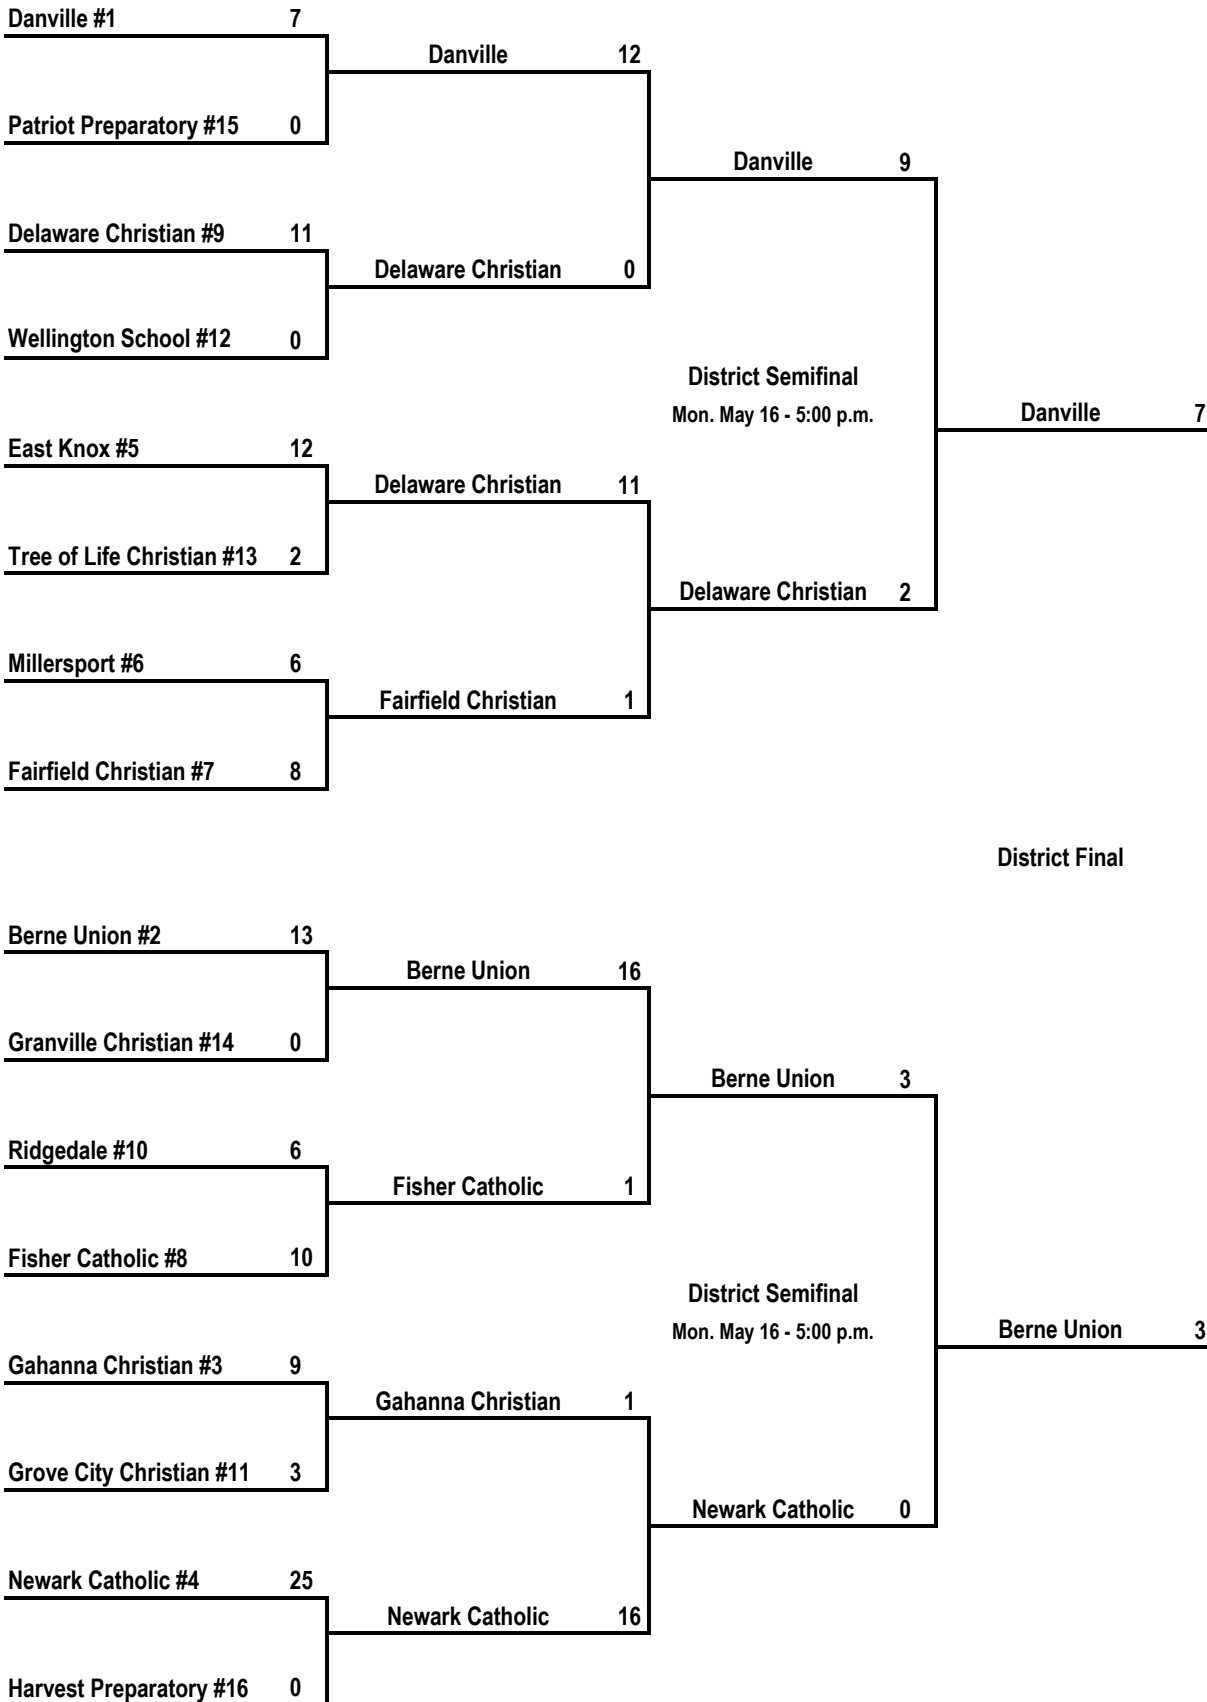 Danville #1 7
Danville 12
Patriot Preparatory #15 0
Danville 9
Delaware Christian #9 11
Delaware Christian 0
Wellington School #12 0
District Semifinal
Mon. May 16 - 5:00 p.m.
Danville 7
East Knox #5 12
Delaware Christian 11
Tree of Life Christian #13 2
Delaware Christian 2
Millersport #6 6
Fairfield Christian 1
Fairfield Christian #7 8
District Final
Berne Union #2 13
Berne Union 16
Granville Christian #14 0
Berne Union 3
Ridgedale #10 6
Fisher Catholic 1
Fisher Catholic #8 10
District Semifinal
Mon. May 16 - 5:00 p.m.
Berne Union 3
Gahanna Christian #3 9
Gahanna Christian 1
Grove City Christian #11 3
Newark Catholic 0
Newark Catholic #4 25
Newark Catholic 16
Harvest Preparatory #16 0